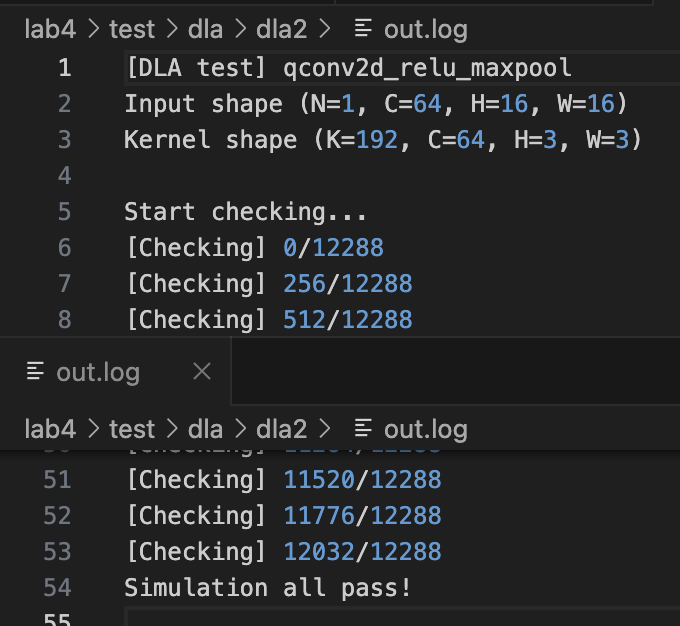 lab4 > test > dla > dla2 > out.log
1 [DLA test] qconv2d_relu_maxpool
2 Input shape (N=1, C=64, H=16, W=16)
3 Kernel shape (K=192, C=64, H=3, W=3)
4
5 Start checking...
6 [Checking] 0/12288
7 [Checking] 256/12288
8 [Checking] 512/12288
out.log
lab4 > test > dla > dla2 > out.log
51 [Checking] 11520/12288
52 [Checking] 11776/12288
53 [Checking] 12032/12288
54 Simulation all pass!
55